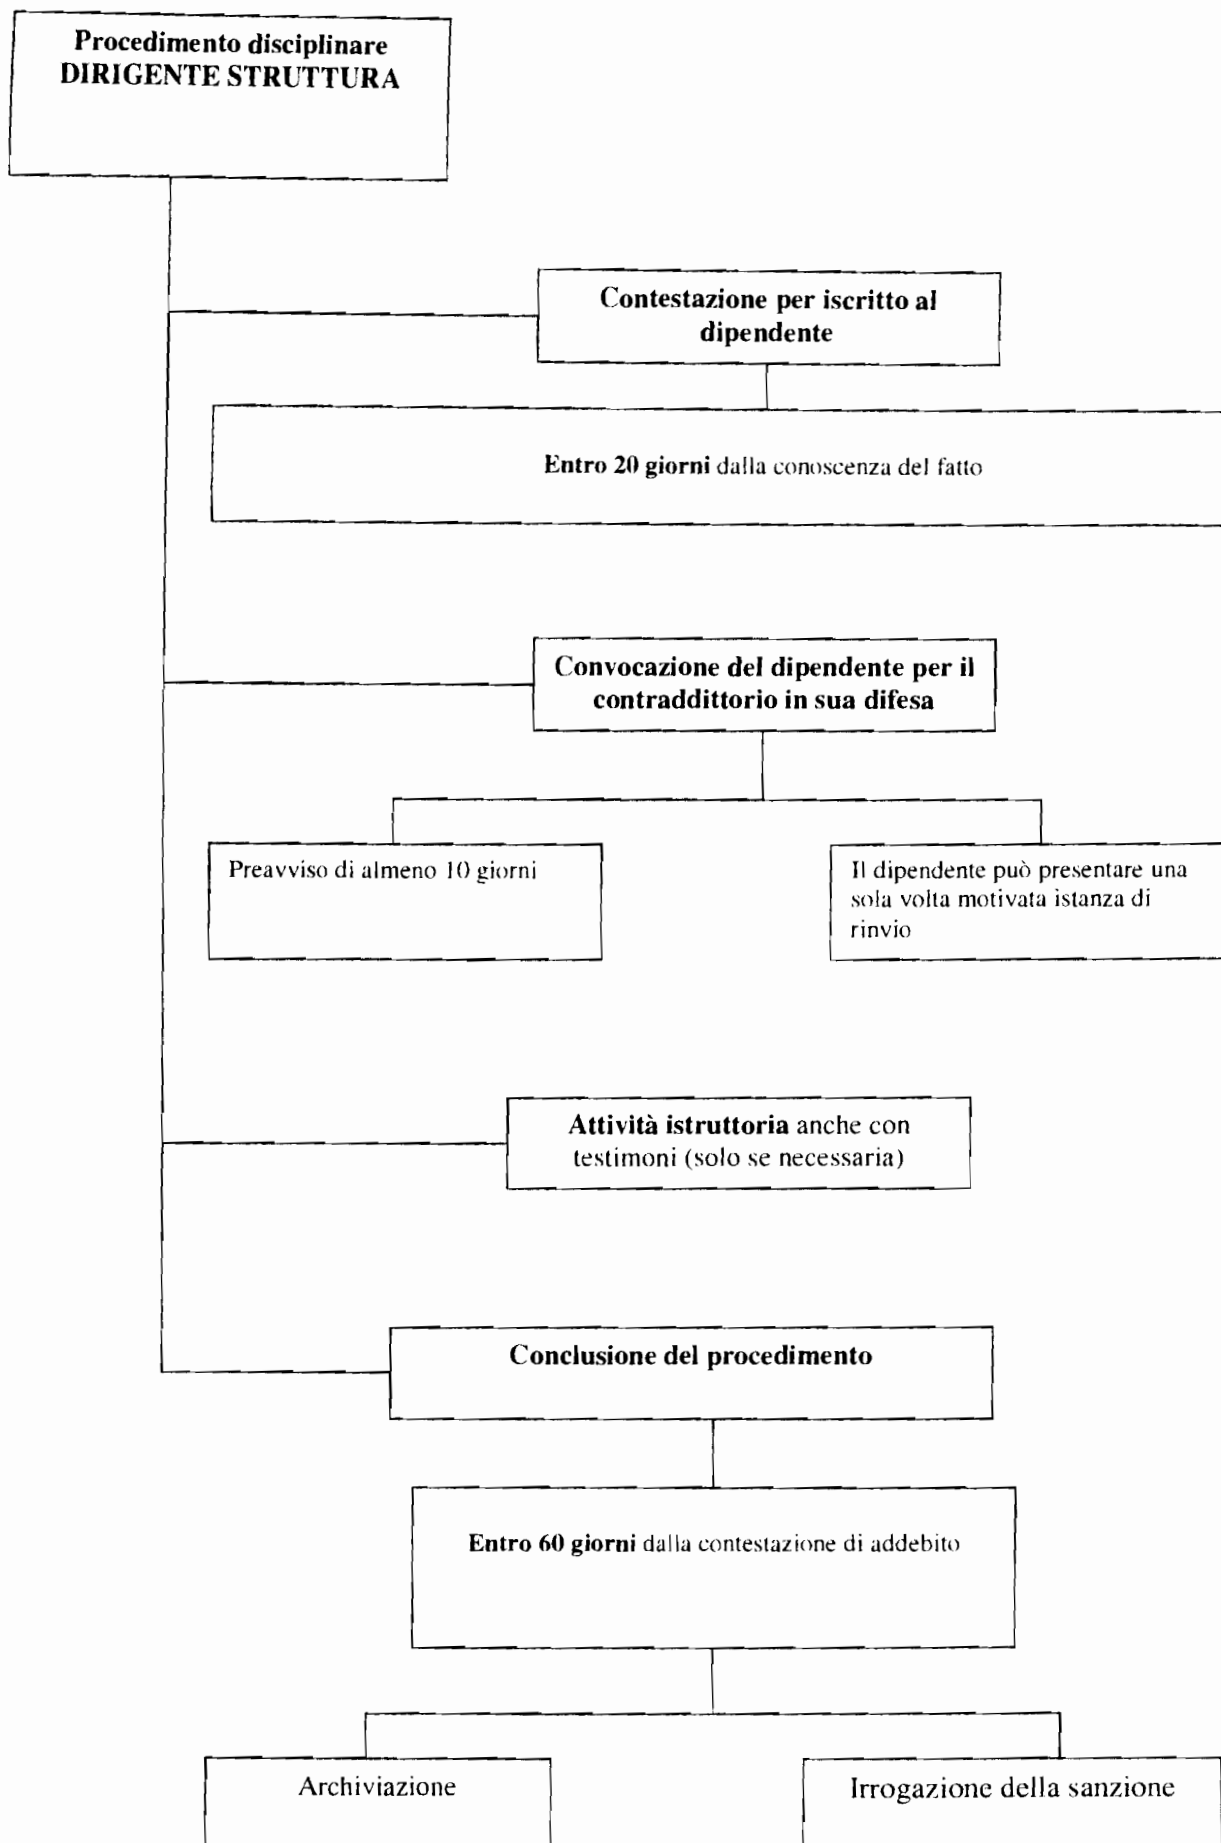 Procedimento disciplinare
DIRIGENTE STRUTTURA
Contestazione per iscritto al
dipendente
Entro 20 giorni dalla conoscenza del fatto
Convocazione del dipendente per il
contraddittorio in sua difesa
Preavviso di almeno 10 giorni
Il dipendente può presentare una
sola volta motivata istanza di
rinvio
Attività istruttoria anche con
testimoni (solo se necessaria)
Conclusione del procedimento
Entro 60 giorni dalla contestazione di addebito
Archiviazione
Irrogazione della sanzione